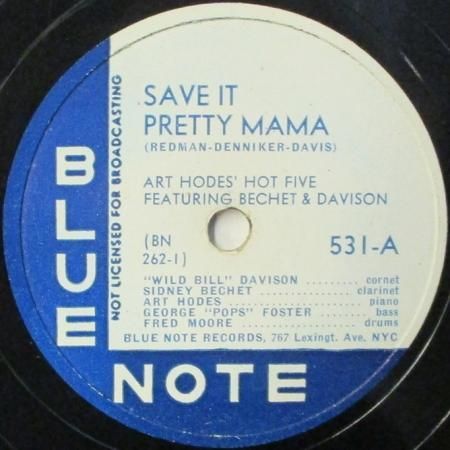 SAVE IT
PRETTY MAMA
(REDMAN-DENNIKER-DAVIS)
ART HODES' HOT FIVE
FEATURING BECHET & DAVISON
(BN
262-1)
531-A
"WILD BILL" DAVISON ......... cornet
SIDNEY BECHET .................. clarinet
ART HODES ........................ piano
GEORGE "POPS" FOSTER ....... bass
FRED MOORE ...................... drums
BLUE NOTE RECORDS, 767 Lexingt. Ave. NYC
NOT LICENSED FOR BROADCASTING
BLUE
NOTE